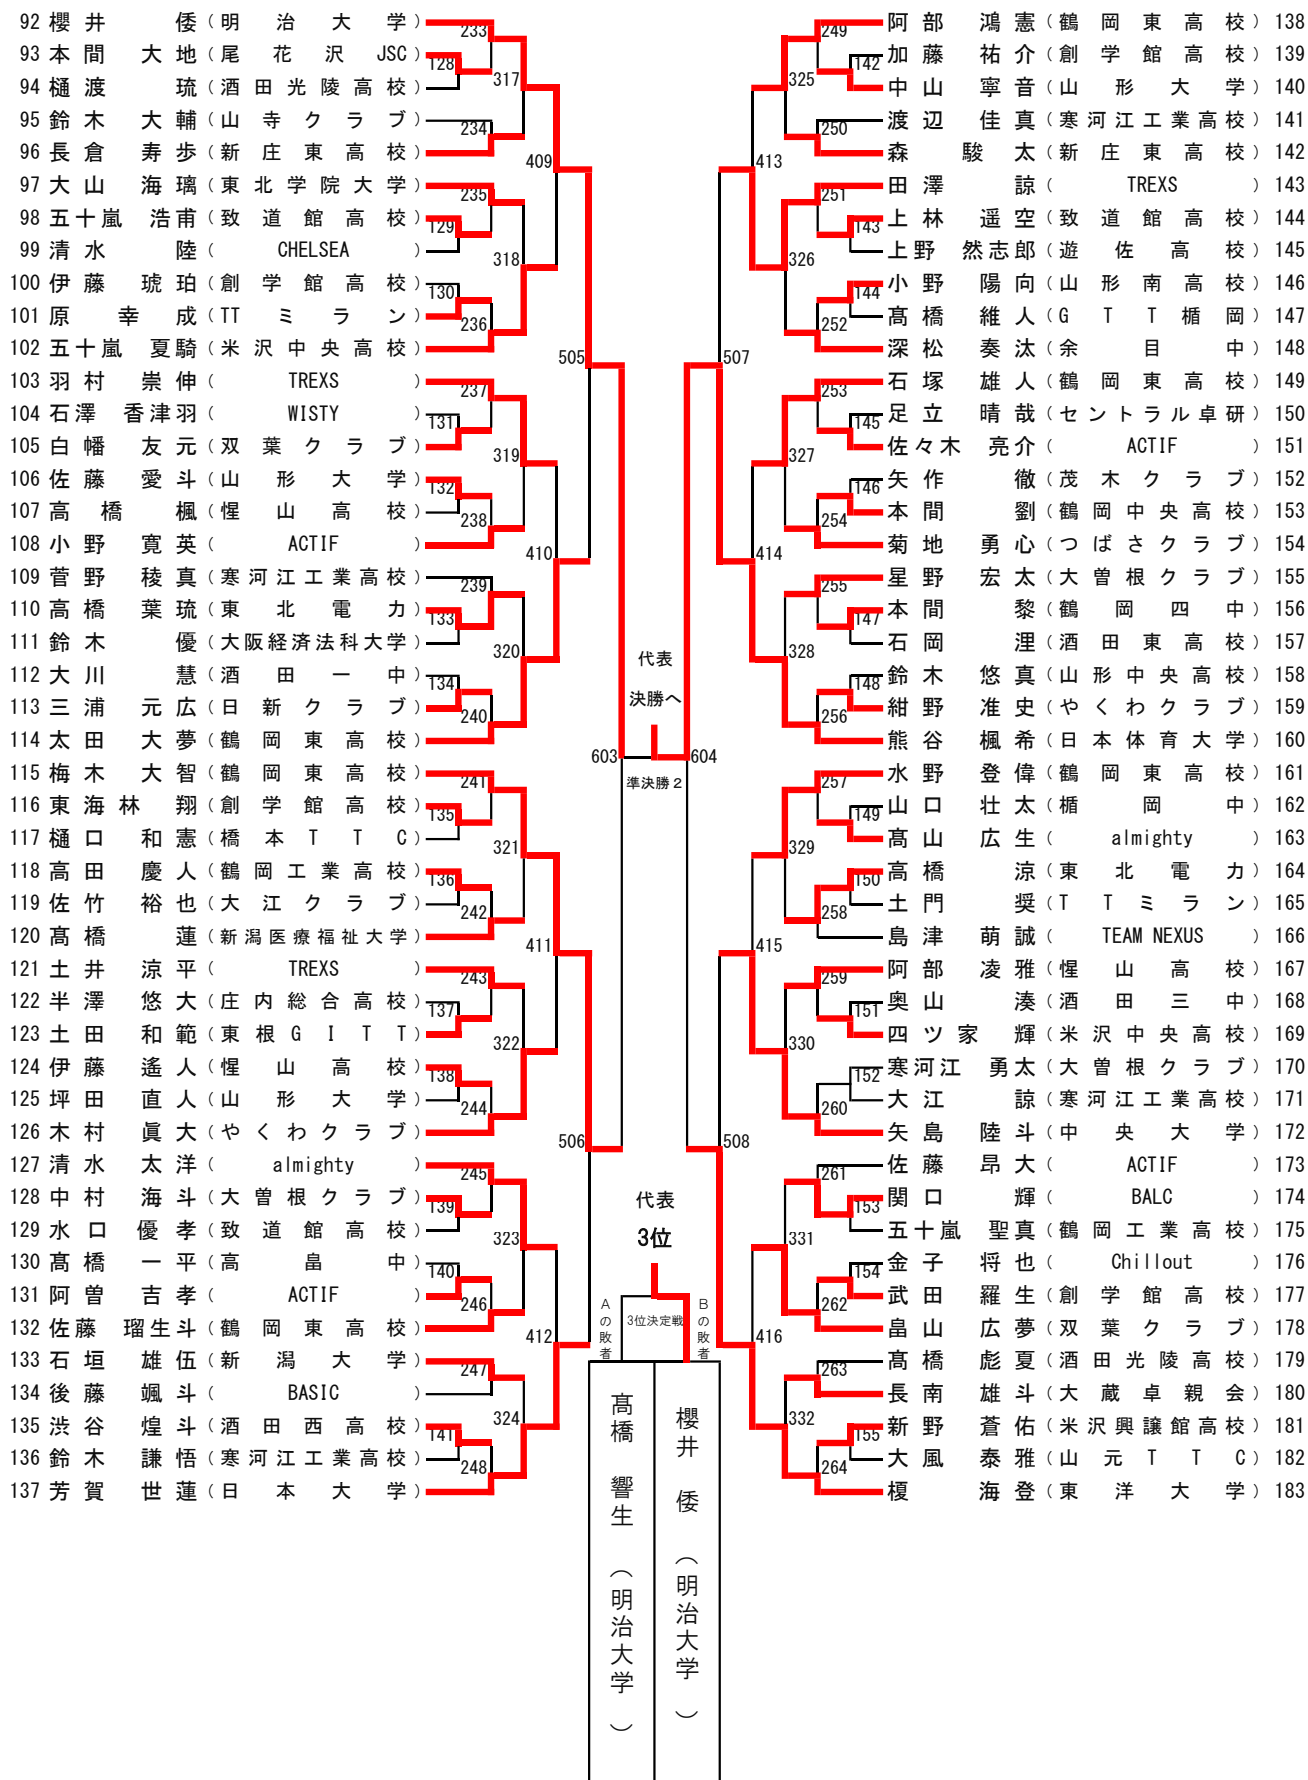 92 櫻井 倭 (明治大学)
93 本間 大地 (尾花沢 JSC)
94 樋渡 琉 (酒田光陵高校)
95 鈴木 大輔 (山寺クラブ)
96 長倉 寿歩 (新庄東高校)
97 大山 海璃 (東北学院大学)
98 五十嵐 浩甫 (致道館高校)
99 清水 陸 (CHELSEA)
100 伊藤 琥珀 (創学館高校)
101 原 幸成 (TTミラン)
102 五十嵐 夏騎 (米沢中央高校)
103 羽村 崇伸 (TREXS)
104 石澤 香津羽 (WISTY)
105 白幡 友元 (双葉クラブ)
106 佐藤 愛斗 (山形大学)
107 高橋 楓 (惺山高校)
108 小野 寛英 (ACTIF)
109 菅野 稜真 (寒河江工業高校)
110 高橋 葉琉 (東北電力)
111 鈴木 優 (大阪経済法科大学)
112 大川 慧 (酒田一中)
113 三浦 元広 (日新クラブ)
114 太田 大夢 (鶴岡東高校)
115 梅木 大智 (鶴岡東高校)
116 東海林 翔 (創学館高校)
117 樋口 和憲 (橋本TTC)
118 高田 慶人 (鶴岡工業高校)
119 佐竹 裕也 (大江クラブ)
120 髙橋 蓮 (新潟医療福祉大学)
121 土井 涼平 (TREXS)
122 半澤 悠大 (庄内総合高校)
123 土田 和範 (東根GITT)
124 伊藤 遙人 (惺山高校)
125 坪田 直人 (山形大学)
126 木村 眞大 (やくわクラブ)
127 清水 太洋 (almighty)
128 中村 海斗 (大曽根クラブ)
129 水口 優孝 (致道館高校)
130 髙橋 一平 (高畠中)
131 阿曽 吉孝 (ACTIF)
132 佐藤 瑠生斗 (鶴岡東高校)
133 石垣 雄伍 (新潟大学)
134 後藤 颯斗 (BASIC)
135 渋谷 煌斗 (酒田西高校)
136 鈴木 謙悟 (寒河江工業高校)
137 芳賀 世蓮 (日本大学)
233
128
317
234
409
235
129
318
130
236
505
237
131
319
132
238
410
239
133
320
134
240
603
241
135
321
136
242
411
243
137
322
138
244
506
245
139
323
140
246
412
247
324
141
248
代表
決勝へ
準決勝2
代表
3位
3位決定戦
Aの敗者
Bの敗者
髙橋 響生 (明治大学)
櫻井 倭 (明治大学)
249
142
325
250
413
251
143
326
144
252
507
253
145
327
146
254
414
255
147
328
148
256
604
257
149
329
150
258
415
259
151
330
152
260
508
261
153
331
154
262
416
263
332
155
264
阿部 鴻憲 (鶴岡東高校) 138
加藤 祐介 (創学館高校) 139
中山 寧音 (山形大学) 140
渡辺 佳真 (寒河江工業高校) 141
森 駿太 (新庄東高校) 142
田澤 諒 (TREXS) 143
上林 遥空 (致道館高校) 144
上野 然志郎 (遊佐高校) 145
小野 陽向 (山形南高校) 146
髙橋 維人 (GTT楯岡) 147
深松 奏汰 (余目中) 148
石塚 雄人 (鶴岡東高校) 149
足立 晴哉 (セントラル卓研) 150
佐々木 亮介 (ACTIF) 151
矢作 徹 (茂木クラブ) 152
本間 劉 (鶴岡中央高校) 153
菊地 勇心 (つばさクラブ) 154
星野 宏太 (大曽根クラブ) 155
本間 黎 (鶴岡四中) 156
石岡 浬 (酒田東高校) 157
鈴木 悠真 (山形中央高校) 158
紺野 准史 (やくわクラブ) 159
熊谷 楓希 (日本体育大学) 160
水野 登偉 (鶴岡東高校) 161
山口 壮太 (楯岡中) 162
髙山 広生 (almighty) 163
高橋 涼 (東北電力) 164
土門 奨 (TTミラン) 165
島津 萌誠 (TEAM NEXUS) 166
阿部 凌雅 (惺山高校) 167
奥山 湊 (酒田三中) 168
四ツ家 輝 (米沢中央高校) 169
寒河江 勇太 (大曽根クラブ) 170
大江 諒 (寒河江工業高校) 171
矢島 陸斗 (中央大学) 172
佐藤 昂大 (ACTIF) 173
関口 輝 (BALC) 174
五十嵐 聖真 (鶴岡工業高校) 175
金子 将也 (Chillout) 176
武田 羅生 (創学館高校) 177
畠山 広夢 (双葉クラブ) 178
髙橋 彪夏 (酒田光陵高校) 179
長南 雄斗 (大蔵卓親会) 180
新野 蒼佑 (米沢興譲館高校) 181
大風 泰雅 (山元TTC) 182
榎 海登 (東洋大学) 183